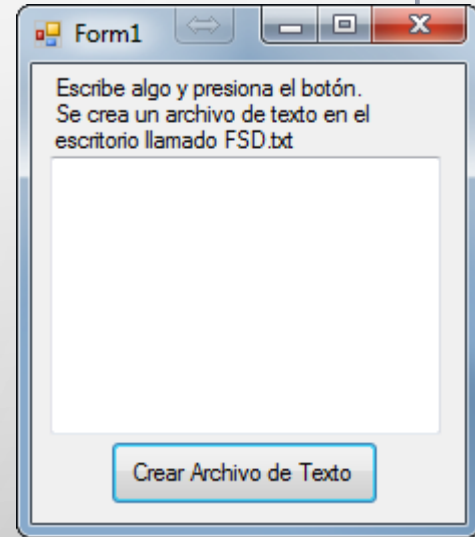 Form1
Escribe algo y presiona el botón.
Se crea un archivo de texto en el
escritorio llamado FSD.txt
Crear Archivo de Texto